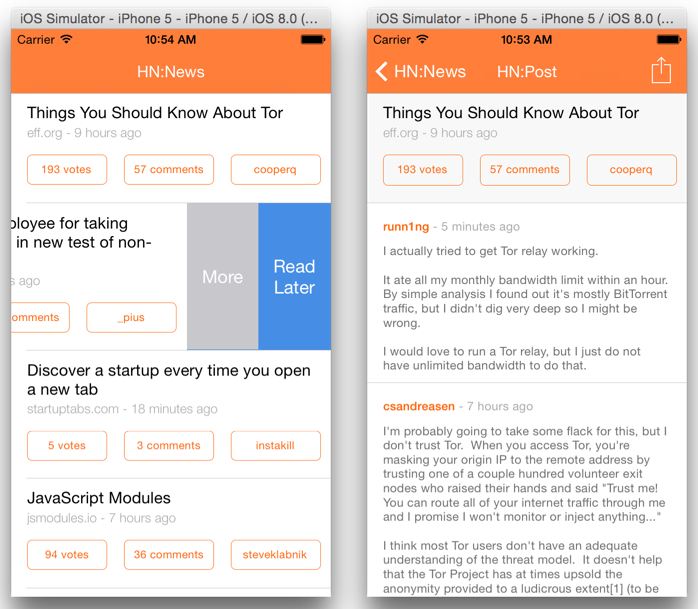 iOS Simulator - iPhone 5 - iPhone 5 / iOS 8.0 (...
Carrier 10:54 AM
HN:News
Things You Should Know About Tor
eff.org - 9 hours ago
193 votes 57 comments cooperq
ployee for taking
in new test of non-
s ago
omments _pius
More
Read
Later
Discover a startup every time you open
a new tab
startuptabs.com - 18 minutes ago
5 votes 3 comments instakill
JavaScript Modules
jsmodules.io - 7 hours ago
94 votes 36 comments steveklabnik
iOS Simulator - iPhone 5 - iPhone 5 / iOS 8.0 (...
Carrier 10:53 AM
HN:News HN:Post
Things You Should Know About Tor
eff.org - 9 hours ago
193 votes 57 comments cooperq
runn1ng - 5 minutes ago
I actually tried to get Tor relay working.
It ate all my monthly bandwidth limit within an hour.
By simple analysis I found out it's mostly BitTorrent
traffic, but I didn't dig very deep so I might be
wrong.
I would love to run a Tor relay, but I just do not
have unlimited bandwidth to do that.
csandreasen - 7 hours ago
I'm probably going to take some flack for this, but I
don't trust Tor. When you access Tor, you're
masking your origin IP to the remote address by
trusting one of a couple hundred volunteer exit
nodes who raised their hands and said "Trust me!
You can route all of your internet traffic through me
and I promise I won't monitor or inject anything..."
I think most Tor users don't have an adequate
understanding of the threat model. It doesn't help
that the Tor Project has at times upsold the
anonymity provided to a ludicrous extent[1] (to be